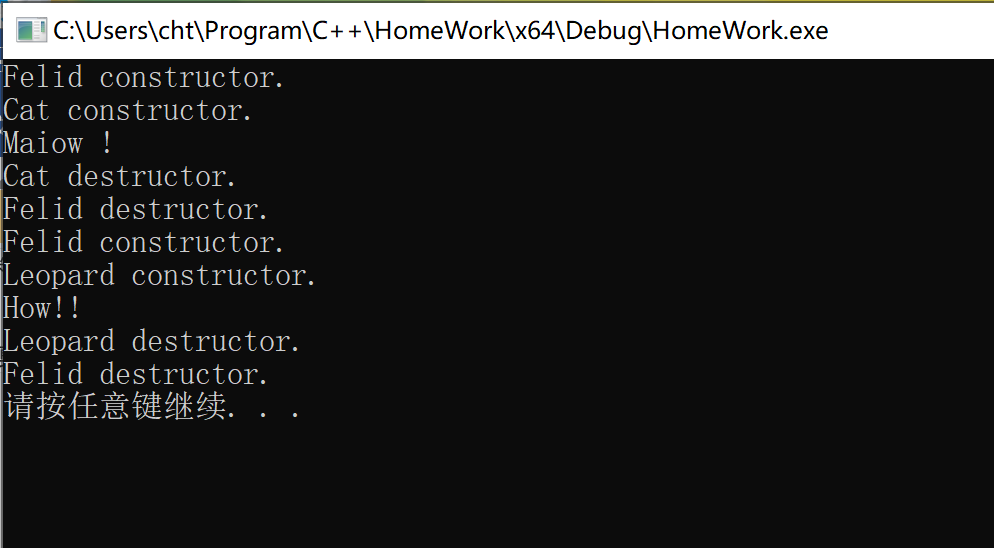 C:\Users\cht\Program\C++\HomeWork\x64\Debug\HomeWork.exe
Felid constructor.
Cat constructor.
Maiow !
Cat destructor.
Felid destructor.
Felid constructor.
Leopard constructor.
How!!
Leopard destructor.
Felid destructor.
请按任意键继续. . .